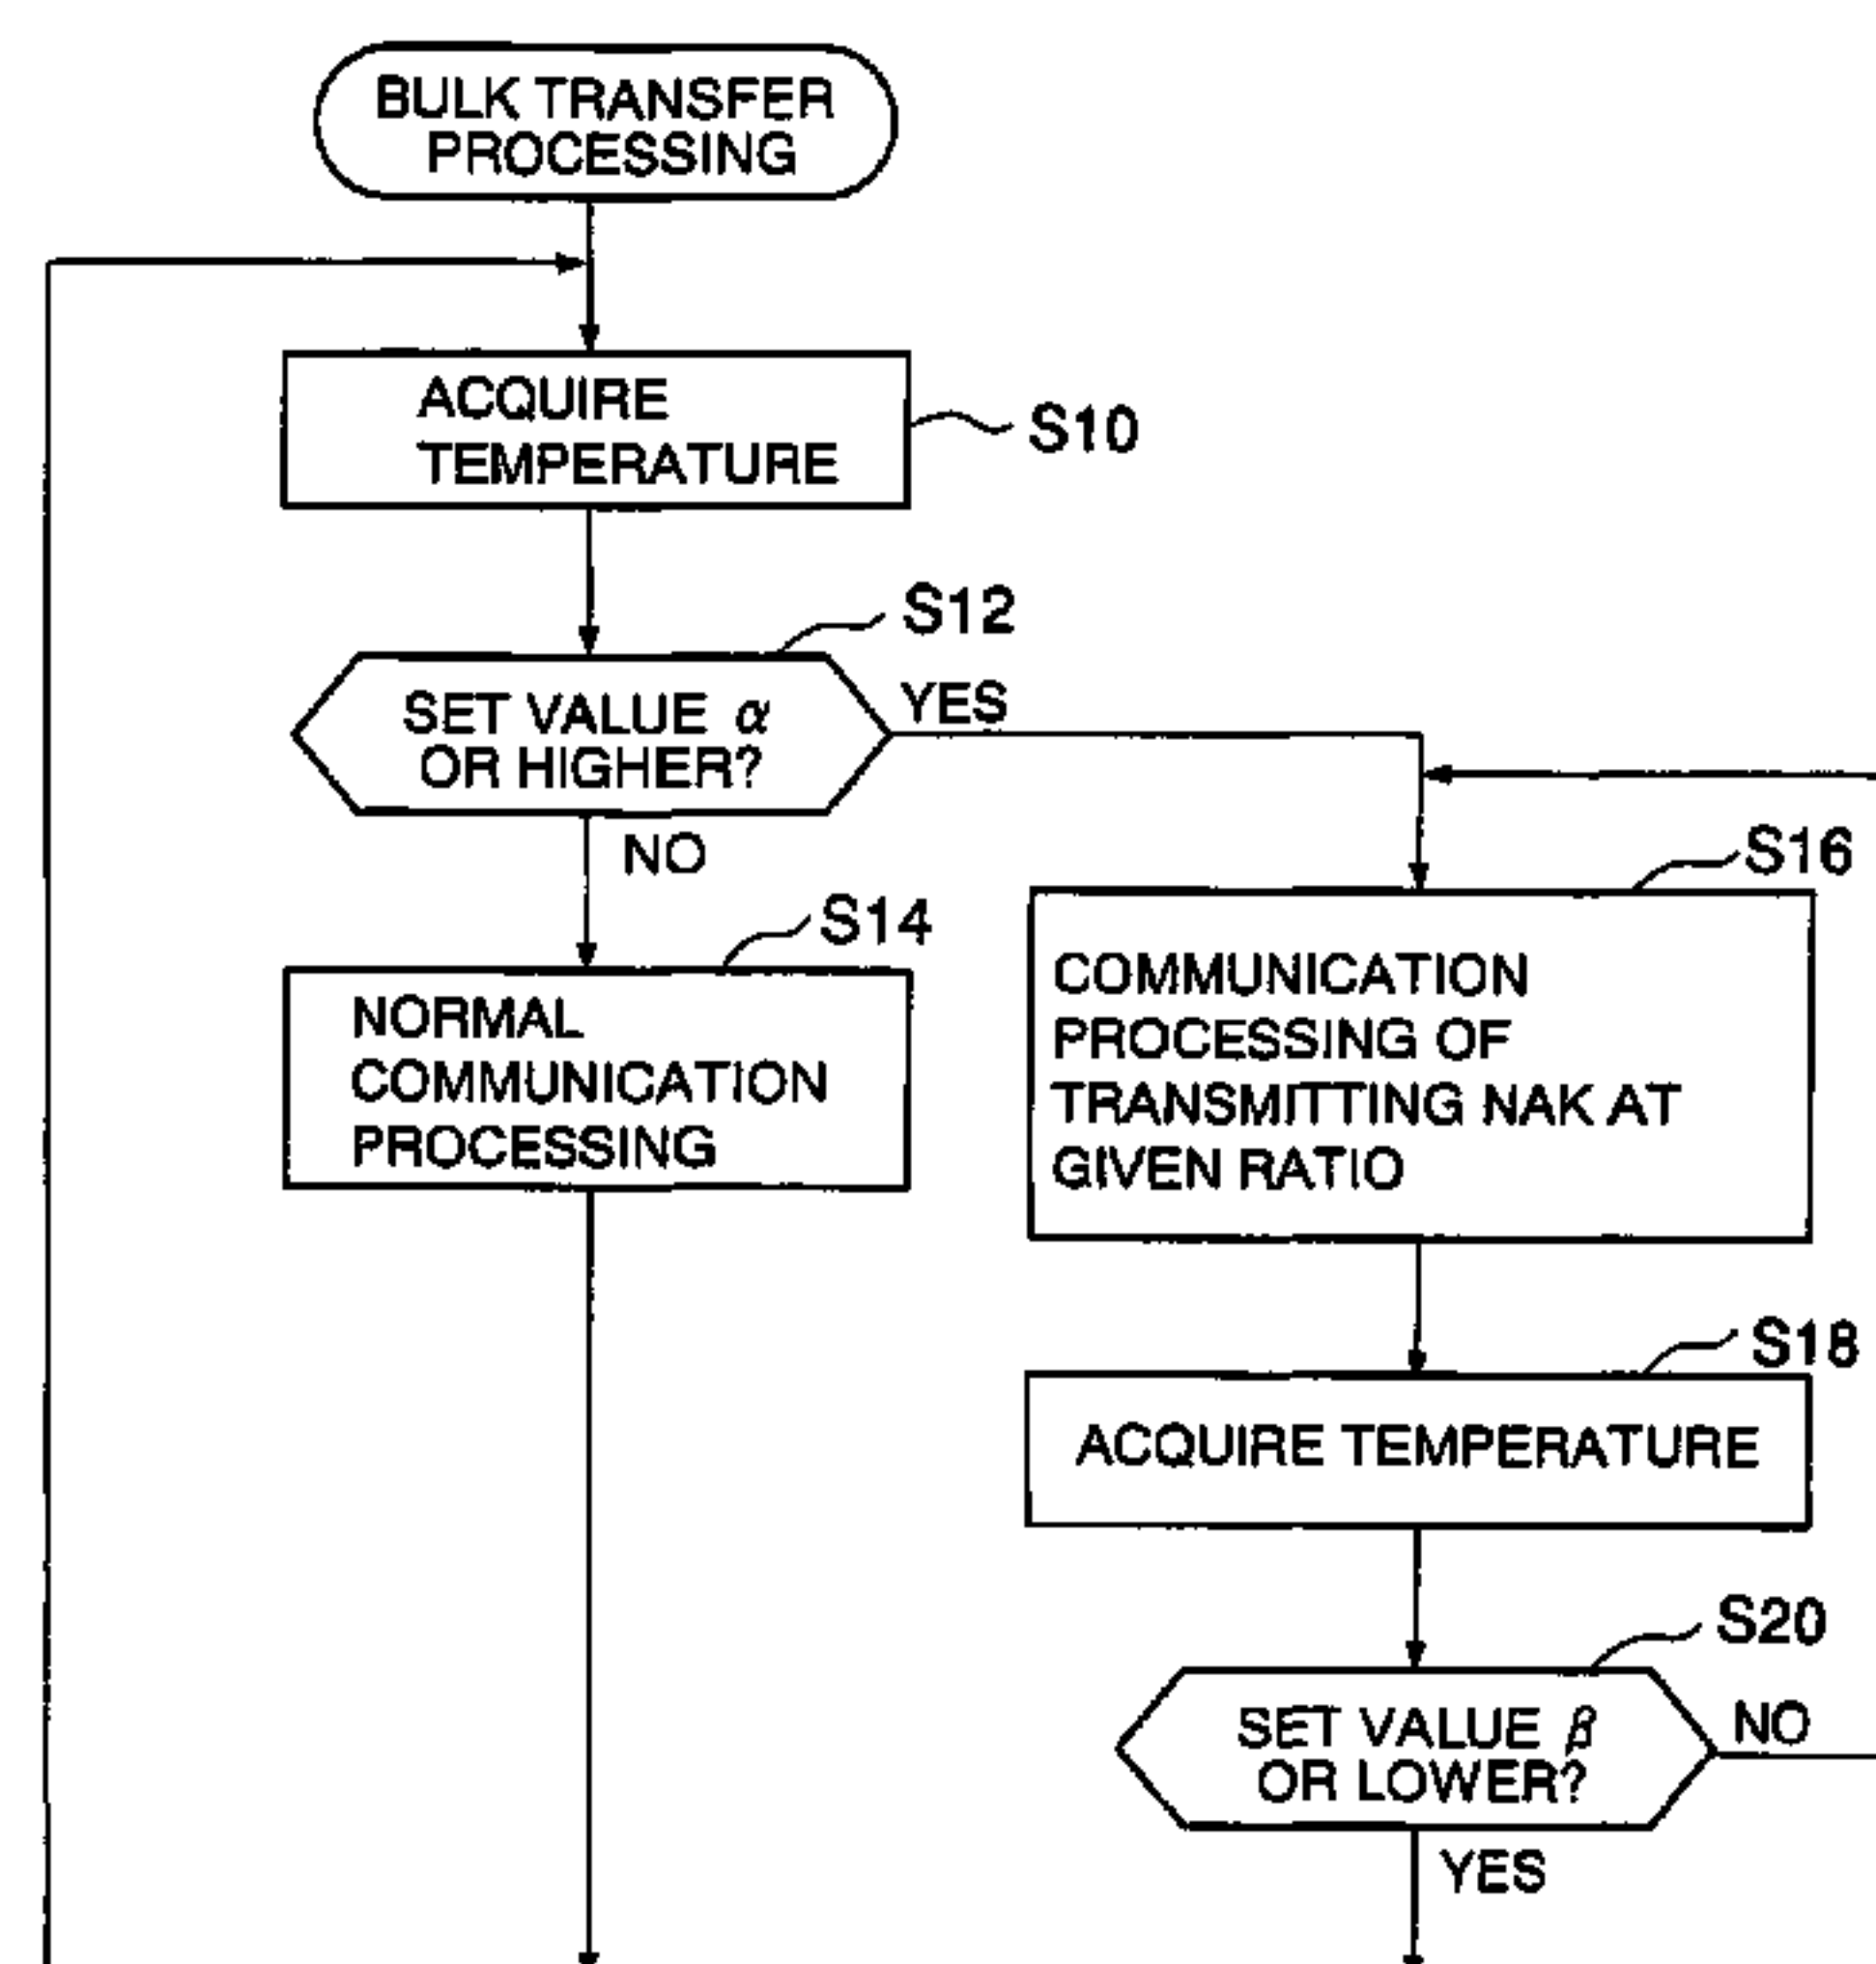 BULK TRANSFER
PROCESSING
ACQUIRE
TEMPERATURE
S10
S12
SET VALUE α
OR HIGHER?
YES
NO
S14
NORMAL
COMMUNICATION
PROCESSING
S16
COMMUNICATION
PROCESSING OF
TRANSMITTING NAK AT
GIVEN RATIO
S18
ACQUIRE TEMPERATURE
S20
SET VALUE β
OR LOWER?
NO
YES